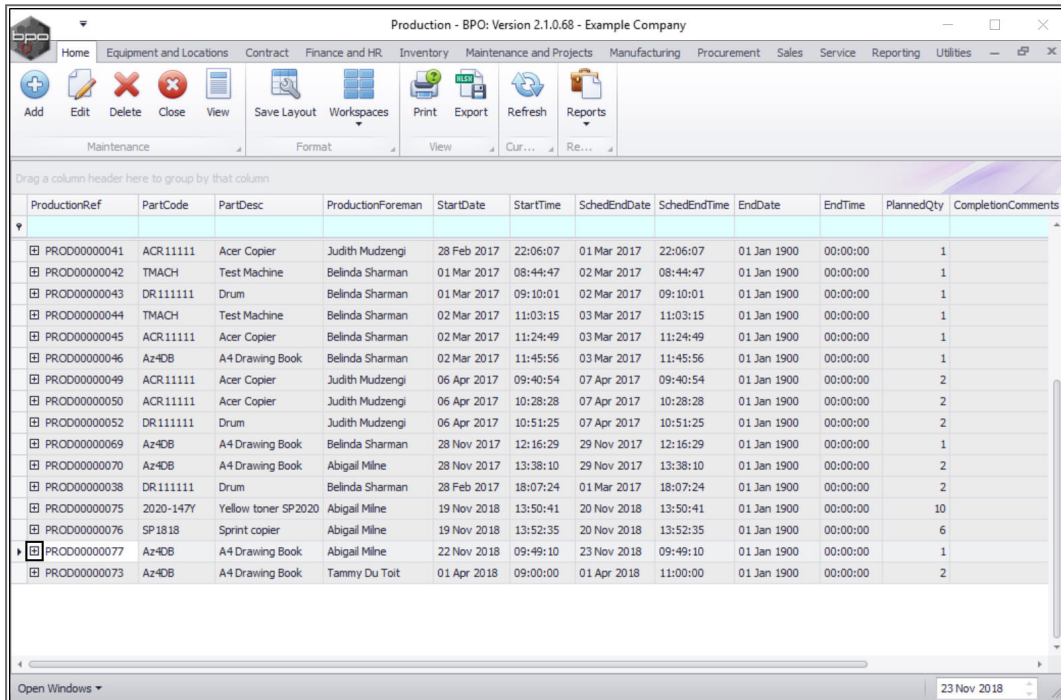 Production - BPO: Version 2.1.0.68 - Example Company
bpo
Home Equipment and Locations Contract Finance and HR Inventory Maintenance and Projects Manufacturing Procurement Sales Service Reporting Utilities
Add Edit Delete Close View Save Layout Workspaces Print Export Refresh Reports
Maintenance Format View Cur... Re...
Drag a column header here to group by that column
ProductionRef PartCode PartDesc ProductionForeman StartDate StartTime SchedEndDate SchedEndTime EndDate EndTime PlannedQty CompletionComments
PROD00000041 ACR11111 Acer Copier Judith Mudzengi 28 Feb 2017 22:06:07 01 Mar 2017 22:06:07 01 Jan 1900 00:00:00 1
PROD00000042 TMACH Test Machine Belinda Sharman 01 Mar 2017 08:44:47 02 Mar 2017 08:44:47 01 Jan 1900 00:00:00 1
PROD00000043 DR111111 Drum Belinda Sharman 01 Mar 2017 09:10:01 02 Mar 2017 09:10:01 01 Jan 1900 00:00:00 1
PROD00000044 TMACH Test Machine Belinda Sharman 02 Mar 2017 11:03:15 03 Mar 2017 11:03:15 01 Jan 1900 00:00:00 1
PROD00000045 ACR11111 Acer Copier Belinda Sharman 02 Mar 2017 11:24:49 03 Mar 2017 11:24:49 01 Jan 1900 00:00:00 1
PROD00000046 Az4DB A4 Drawing Book Belinda Sharman 02 Mar 2017 11:45:56 03 Mar 2017 11:45:56 01 Jan 1900 00:00:00 1
PROD00000049 ACR11111 Acer Copier Judith Mudzengi 06 Apr 2017 09:40:54 07 Apr 2017 09:40:54 01 Jan 1900 00:00:00 2
PROD00000050 ACR11111 Acer Copier Judith Mudzengi 06 Apr 2017 10:28:28 07 Apr 2017 10:28:28 01 Jan 1900 00:00:00 2
PROD00000052 DR111111 Drum Judith Mudzengi 06 Apr 2017 10:51:25 07 Apr 2017 10:51:25 01 Jan 1900 00:00:00 2
PROD00000069 Az4DB A4 Drawing Book Belinda Sharman 28 Nov 2017 12:16:29 29 Nov 2017 12:16:29 01 Jan 1900 00:00:00 1
PROD00000070 Az4DB A4 Drawing Book Abigail Milne 28 Nov 2017 13:38:10 29 Nov 2017 13:38:10 01 Jan 1900 00:00:00 2
PROD00000038 DR111111 Drum Belinda Sharman 28 Feb 2017 18:07:24 01 Mar 2017 18:07:24 01 Jan 1900 00:00:00 2
PROD00000075 2020-147Y Yellow toner SP2020 Abigail Milne 19 Nov 2018 13:50:41 20 Nov 2018 13:50:41 01 Jan 1900 00:00:00 10
PROD00000076 SP1818 Sprint copier Abigail Milne 19 Nov 2018 13:52:35 20 Nov 2018 13:52:35 01 Jan 1900 00:00:00 6
PROD00000077 Az4DB A4 Drawing Book Abigail Milne 22 Nov 2018 09:49:10 23 Nov 2018 09:49:10 01 Jan 1900 00:00:00 1
PROD00000073 Az4DB A4 Drawing Book Tammy Du Toit 01 Apr 2018 09:00:00 01 Apr 2018 11:00:00 01 Jan 1900 00:00:00 2
Open Windows 23 Nov 2018